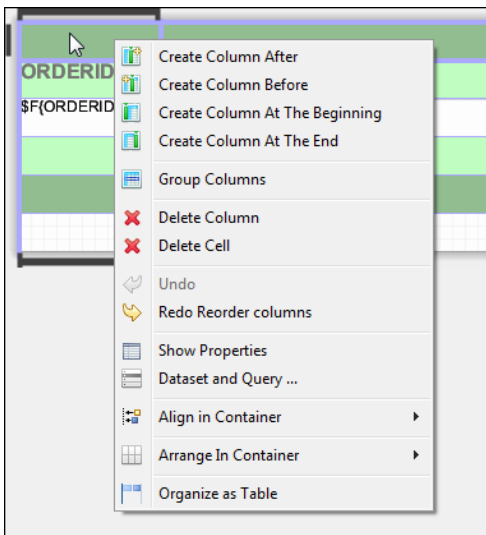 Create Column After
ORDERID
Create Column Before
$F{ORDERID
Create Column At The Beginning
Create Column At The End
Group Columns
Delete Column
Delete Cell
Undo
Redo Reorder columns
Show Properties
Dataset and Query ...
Align in Container
Arrange In Container
Organize as Table